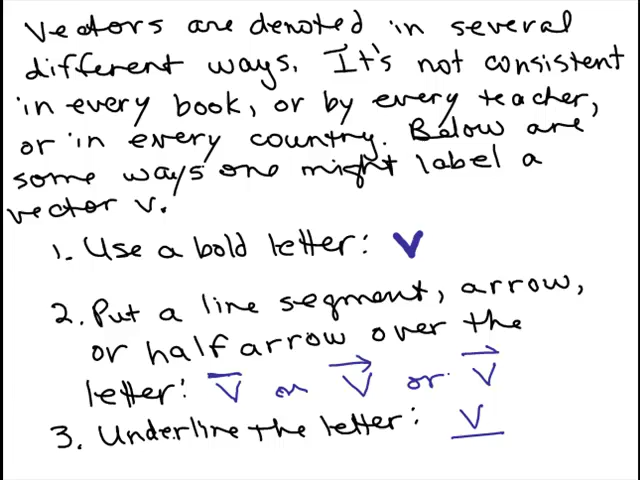 Vectors are denoted in several
different ways. It's not consistent
in every book, or by every teacher,
or in every country. Below are
some ways one might label a
vector v.
1. Use a bold letter: v
2. Put a line segment, arrow,
or half arrow over the
letter: v̅ or v⃗ or v⃑
3. Underline the letter: v̲